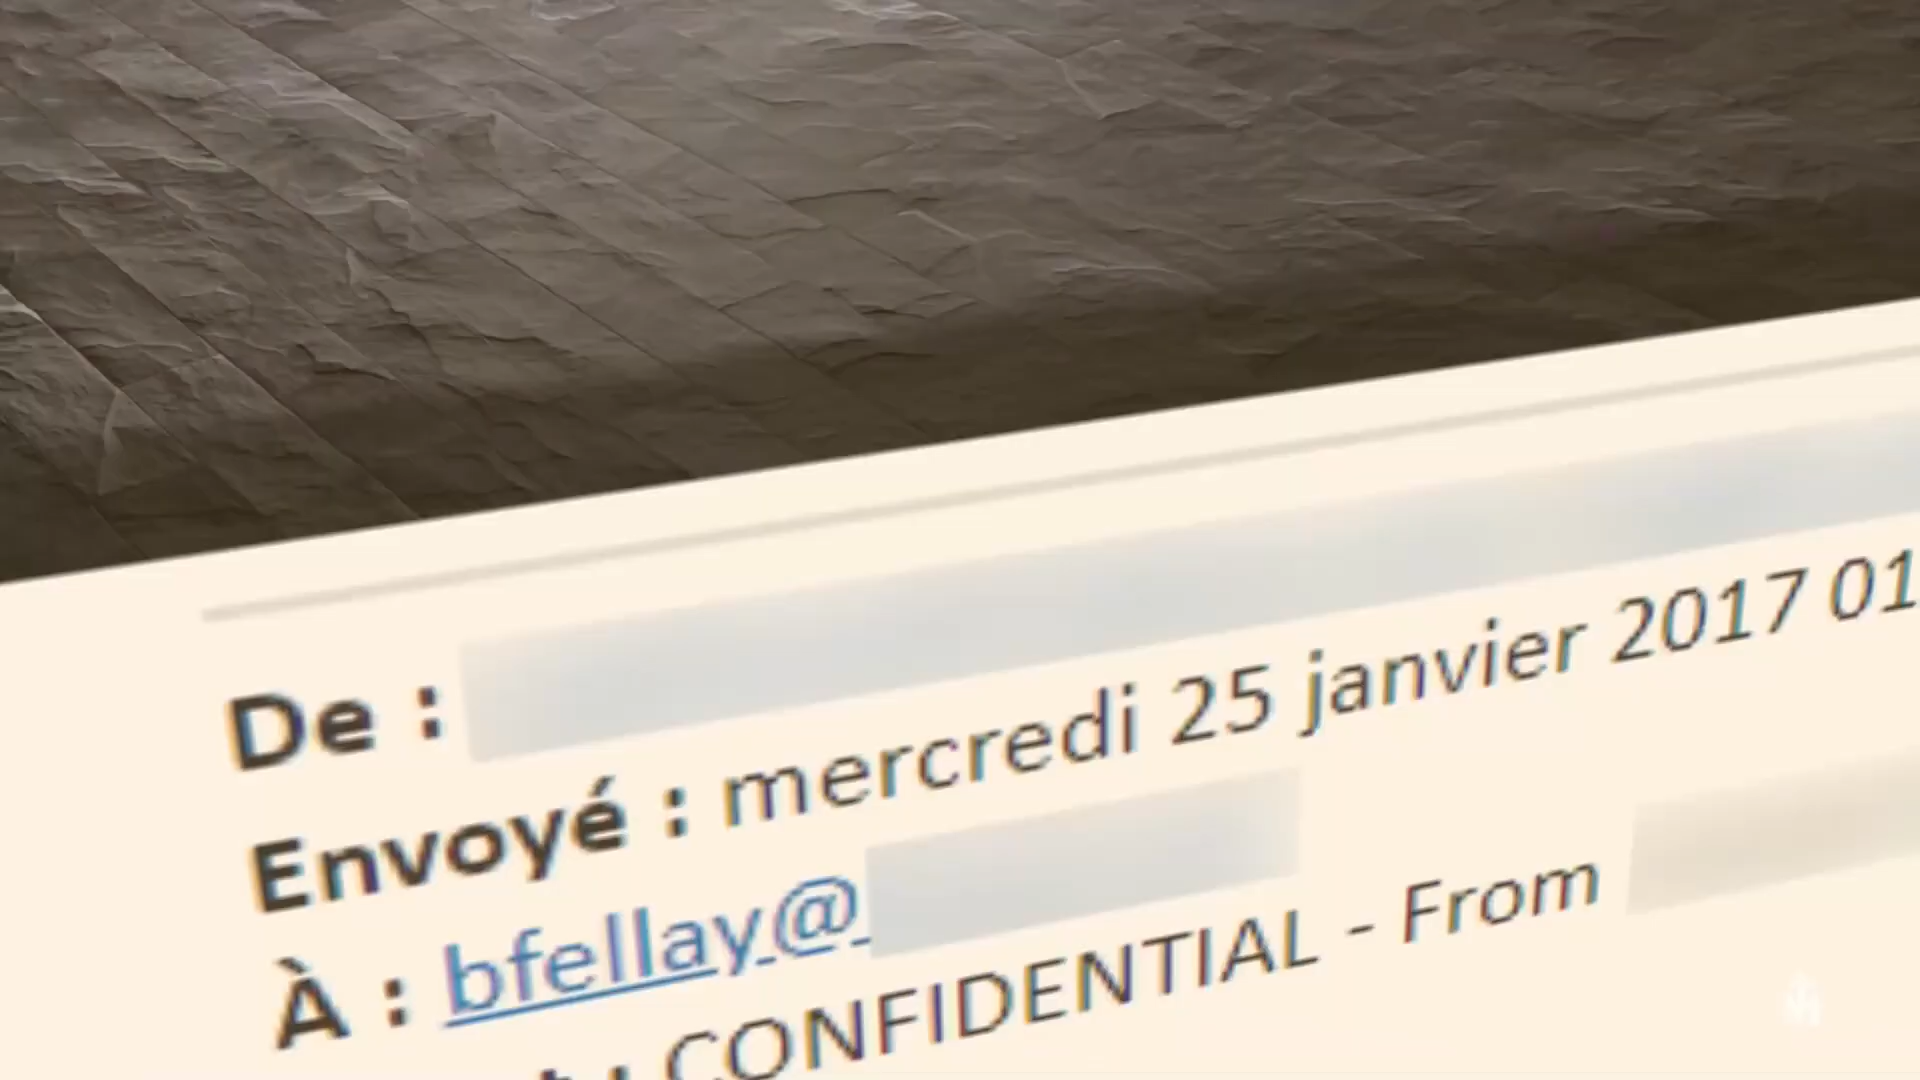 De :
Envoyé : mercredi 25 janvier 2017 01
À : bfellay@
CONFIDENTIAL - From